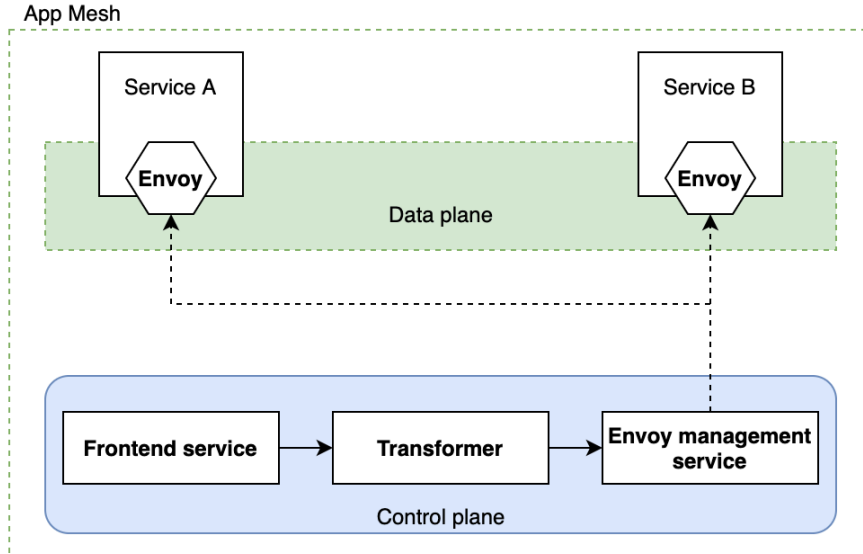 App Mesh
Service A
Service B
Envoy
Envoy
Data plane
Frontend service
Transformer
Envoy management
service
Control plane